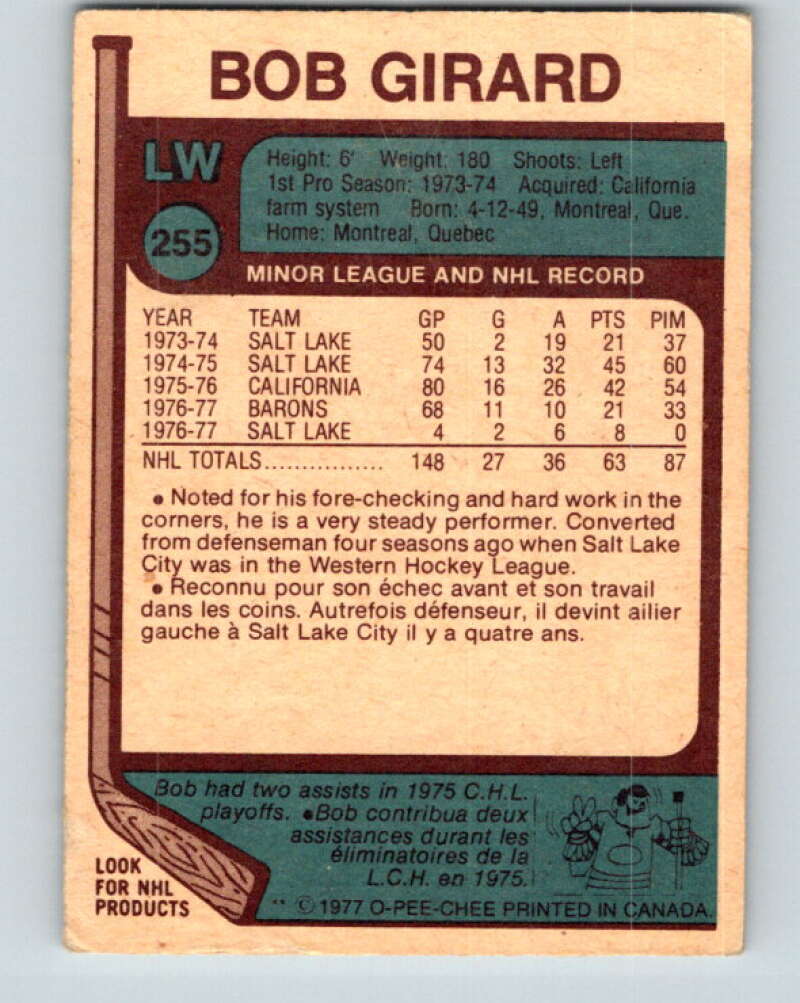 BOB GIRARD
LW
255
Height: 6' Weight: 180 Shoots: Left
1st Pro Season: 1973-74 Acquired: California
farm system Born: 4-12-49, Montreal, Que.
Home: Montreal, Quebec
MINOR LEAGUE AND NHL RECORD
YEAR TEAM GP G A PTS PIM
1973-74 SALT LAKE 50 2 19 21 37
1974-75 SALT LAKE 74 13 32 45 60
1975-76 CALIFORNIA 80 16 26 42 54
1976-77 BARONS 68 11 10 21 33
1976-77 SALT LAKE 4 2 6 8 0
NHL TOTALS................ 148 27 36 63 87
• Noted for his fore-checking and hard work in the
corners, he is a very steady performer. Converted
from defenseman four seasons ago when Salt Lake
City was in the Western Hockey League.
• Reconnu pour son échec avant et son travail
dans les coins. Autrefois défenseur, il devint ailier
gauche à Salt Lake City il y a quatre ans.
Bob had two assists in 1975 C.H.L.
playoffs. •Bob contribua deux
assistances durant les
éliminatoires de la
L.C.H. en 1975.
LOOK
FOR NHL
PRODUCTS
** ©1977 O-PEE-CHEE PRINTED IN CANADA.